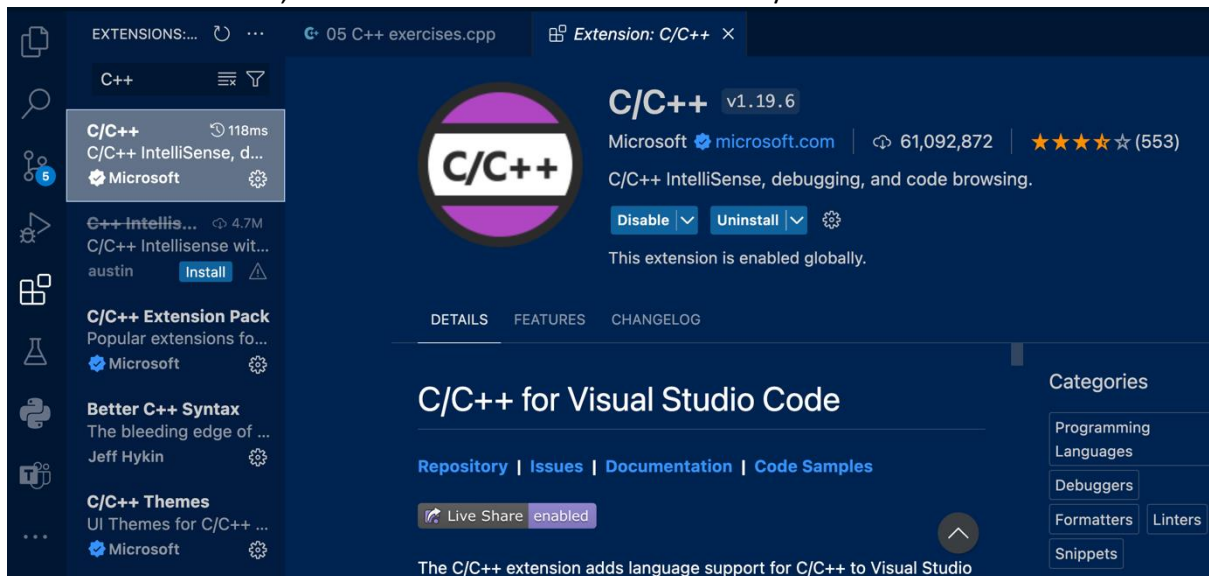 EXTENSIONS:...
C++
C/C++ 118ms
C/C++ IntelliSense, d...
Microsoft
C++ Intellis... 4.7M
C/C++ Intellisense wit...
austin Install
C/C++ Extension Pack
Popular extensions fo...
Microsoft
Better C++ Syntax
The bleeding edge of ...
Jeff Hykin
C/C++ Themes
UI Themes for C/C++ ...
Microsoft
5
05 C++ exercises.cpp
Extension: C/C++
C/C++
C/C++ v1.19.6
Microsoft microsoft.com | 61,092,872 | (553)
C/C++ IntelliSense, debugging, and code browsing.
Disable Uninstall
This extension is enabled globally.
DETAILS FEATURES CHANGELOG
C/C++ for Visual Studio Code
Repository | Issues | Documentation | Code Samples
Live Share enabled
The C/C++ extension adds language support for C/C++ to Visual Studio
Categories
Programming
Languages
Debuggers
Formatters Linters
Snippets